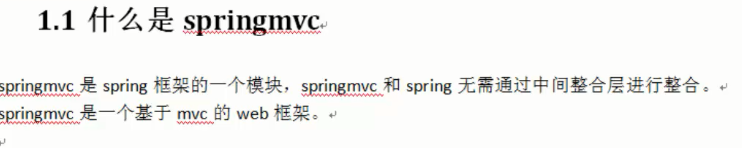 1.1 什么是 springmvc
springmvc 是 spring 框架的一个模块，springmvc 和 spring 无需通过中间整合层进行整合。
springmvc 是一个基于 mvc 的 web 框架。